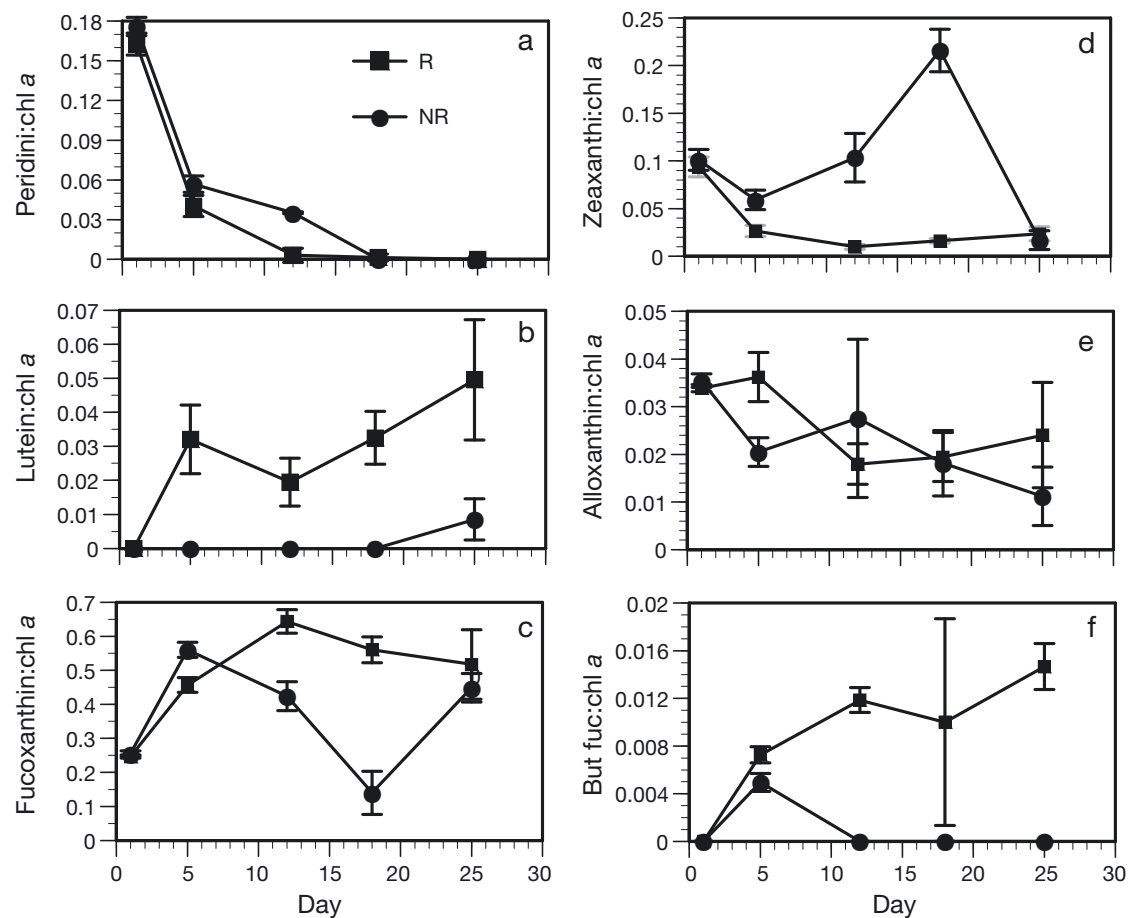 Peridini:chl a
0.18
0.15
0.12
0.09
0.06
0.03
0
a
R
NR
Zeaxanthi:chl a
0.25
0.2
0.15
0.1
0.05
0
d
Lutein:chl a
0.07
0.06
0.05
0.04
0.03
0.02
0.01
0
b
Alloxanthin:chl a
0.05
0.04
0.03
0.02
0.01
0
e
Fucoxanthin:chl a
0.7
0.6
0.5
0.4
0.3
0.2
0.1
0
c
0 5 10 15 20 25 30
Day
But fuc:chl a
0.02
0.016
0.012
0.008
0.004
0
f
0 5 10 15 20 25 30
Day